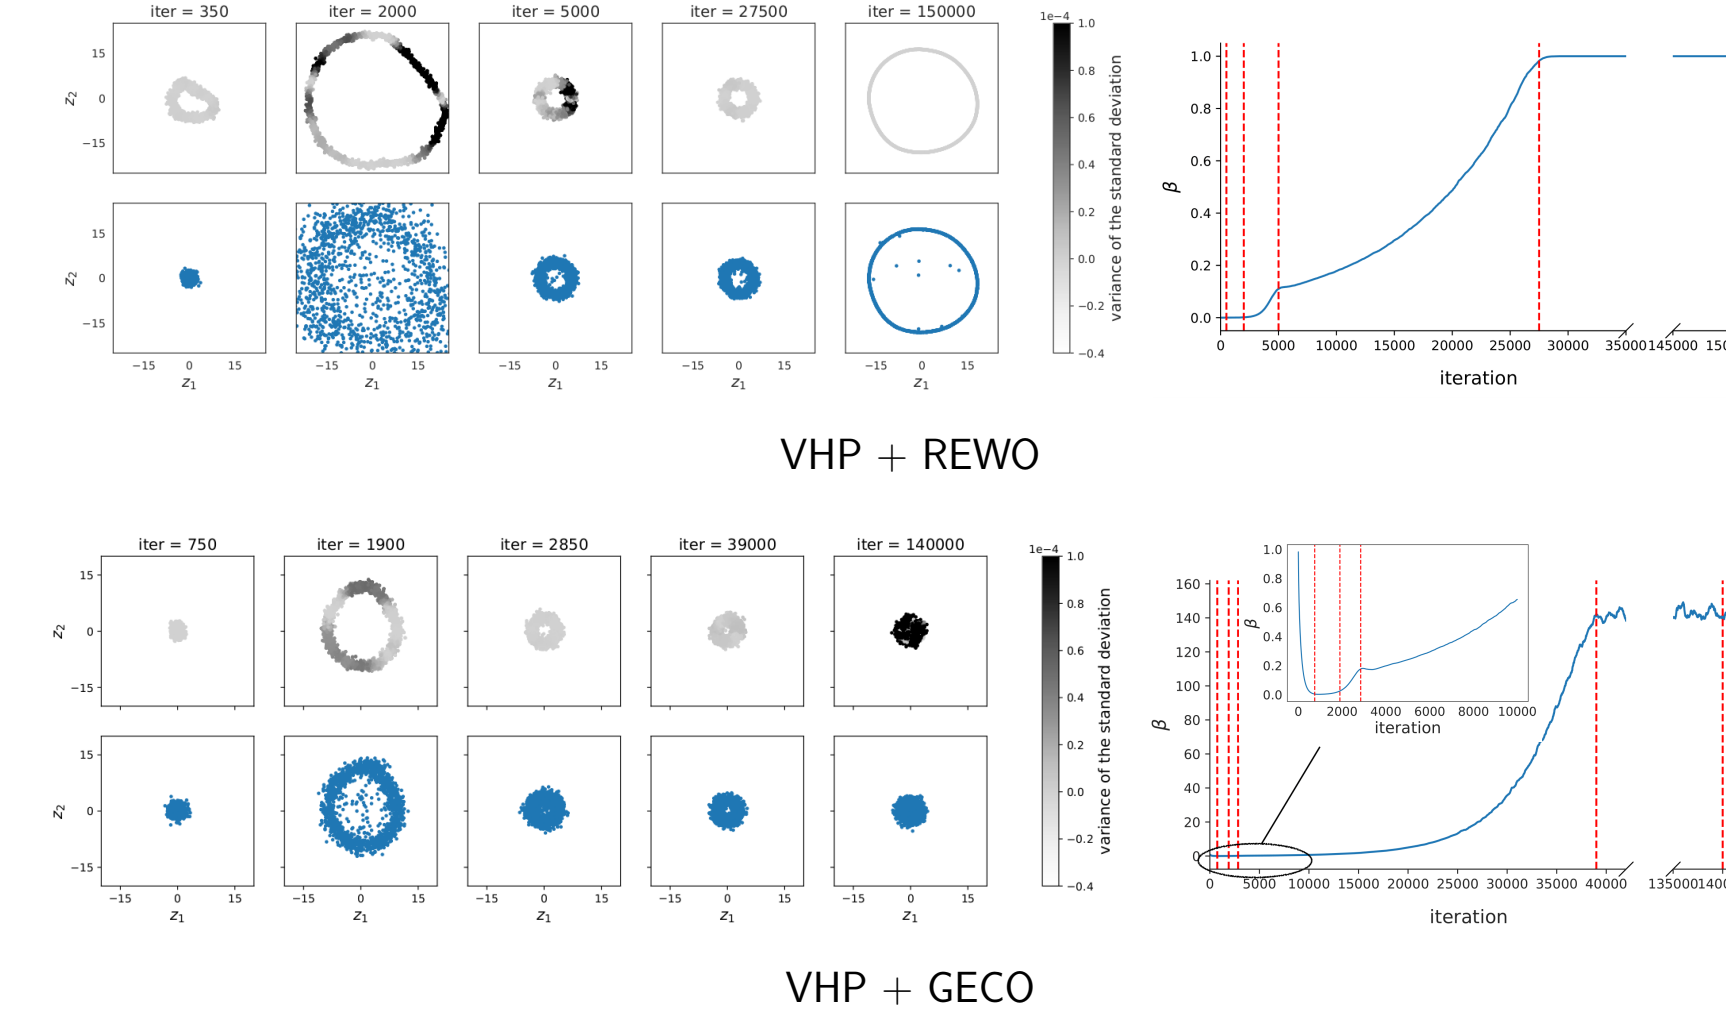 iter = 350 iter = 2000 iter = 5000 iter = 27500 iter = 150000
1e−4
15
0
−15
z2
15
0
−15
z2
−15 0 15 −15 0 15 −15 0 15 −15 0 15 −15 0 15
z1 z1 z1 z1 z1
1.0
0.8
0.6
0.4
0.2
0.0
−0.2
−0.4
variance of the standard deviation
1.0
0.8
0.6
0.4
0.2
0.0
β
0 5000 10000 15000 20000 25000 30000 35000 145000
iteration
VHP + REWO
iter = 750 iter = 1900 iter = 2850 iter = 39000 iter = 140000
1e−4
15
0
−15
z2
15
0
−15
z2
−15 0 15 −15 0 15 −15 0 15 −15 0 15 −15 0 15
z1 z1 z1 z1 z1
1.0
0.8
0.6
0.4
0.2
0.0
−0.2
−0.4
variance of the standard deviation
160
140
120
100
80
60
40
20
0
β
1.0
0.8
0.6
0.4
0.2
0.0
β
0 2000 4000 6000 8000 10000
iteration
0 5000 10000 15000 20000 25000 30000 35000 40000 135000
iteration
VHP + GECO